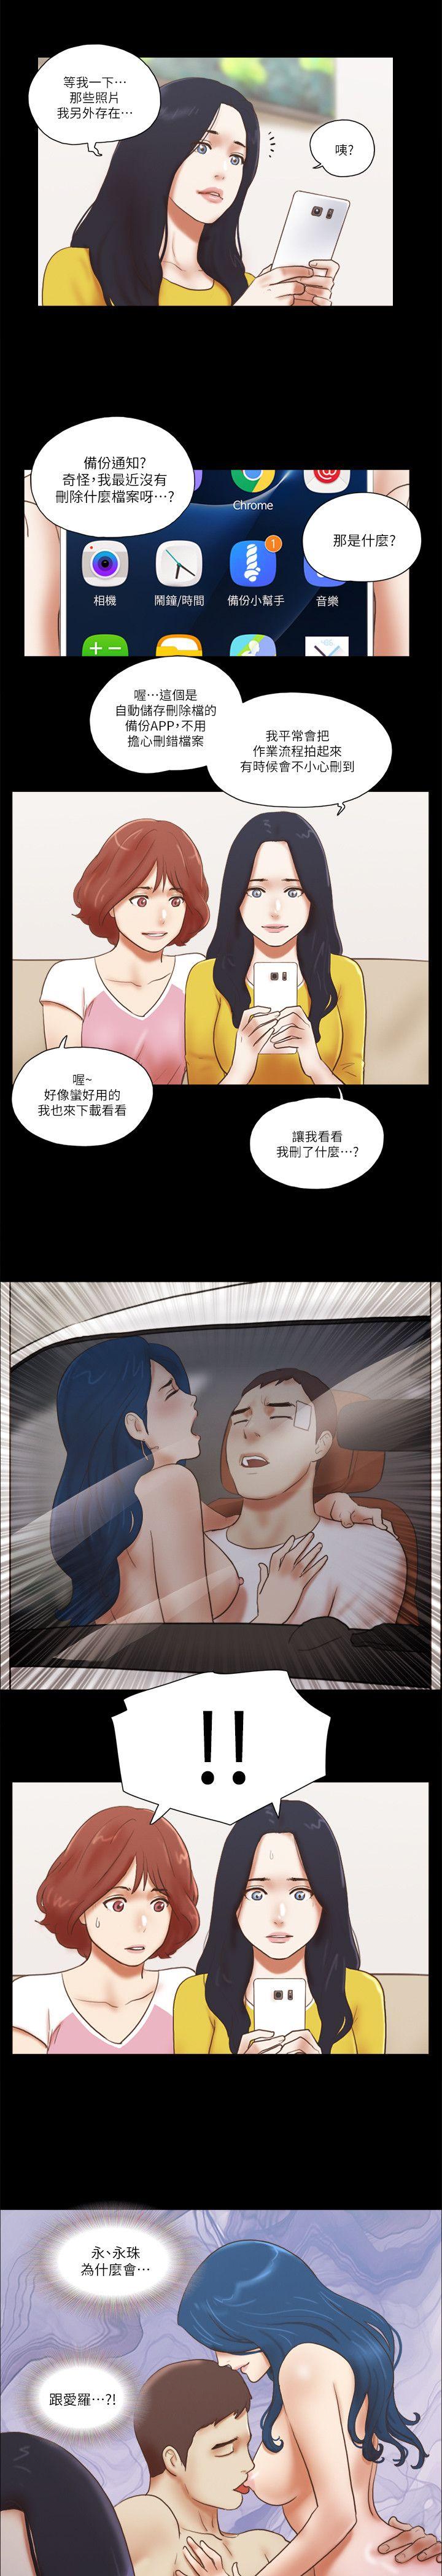 等我一下…
那些照片
我另外存在…
咦?
備份通知?
奇怪,我最近沒有
刪除什麼檔案呀…?
Chrome
那是什麼?
1
相機
鬧鐘/時間
備份小幫手
音樂
喔…這個是
自動儲存刪除檔的
備份APP,不用
擔心刪錯檔案
我平常會把
作業流程拍起來
有時候會不小心刪到
喔~
好像蠻好用的
我也來下載看看
讓我看看
我刪了什麼…?
!!
永、永珠
為什麼會…
跟愛羅…?!